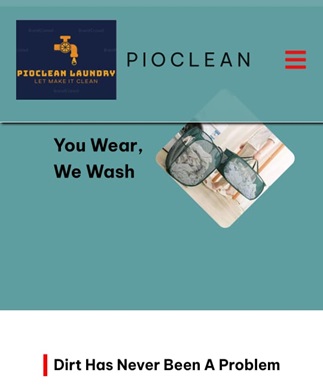 PIOCLEAN LAUNDRY
LET MAKE IT CLEAN
PIOCLEAN
You Wear,
We Wash
Dirt Has Never Been A Problem